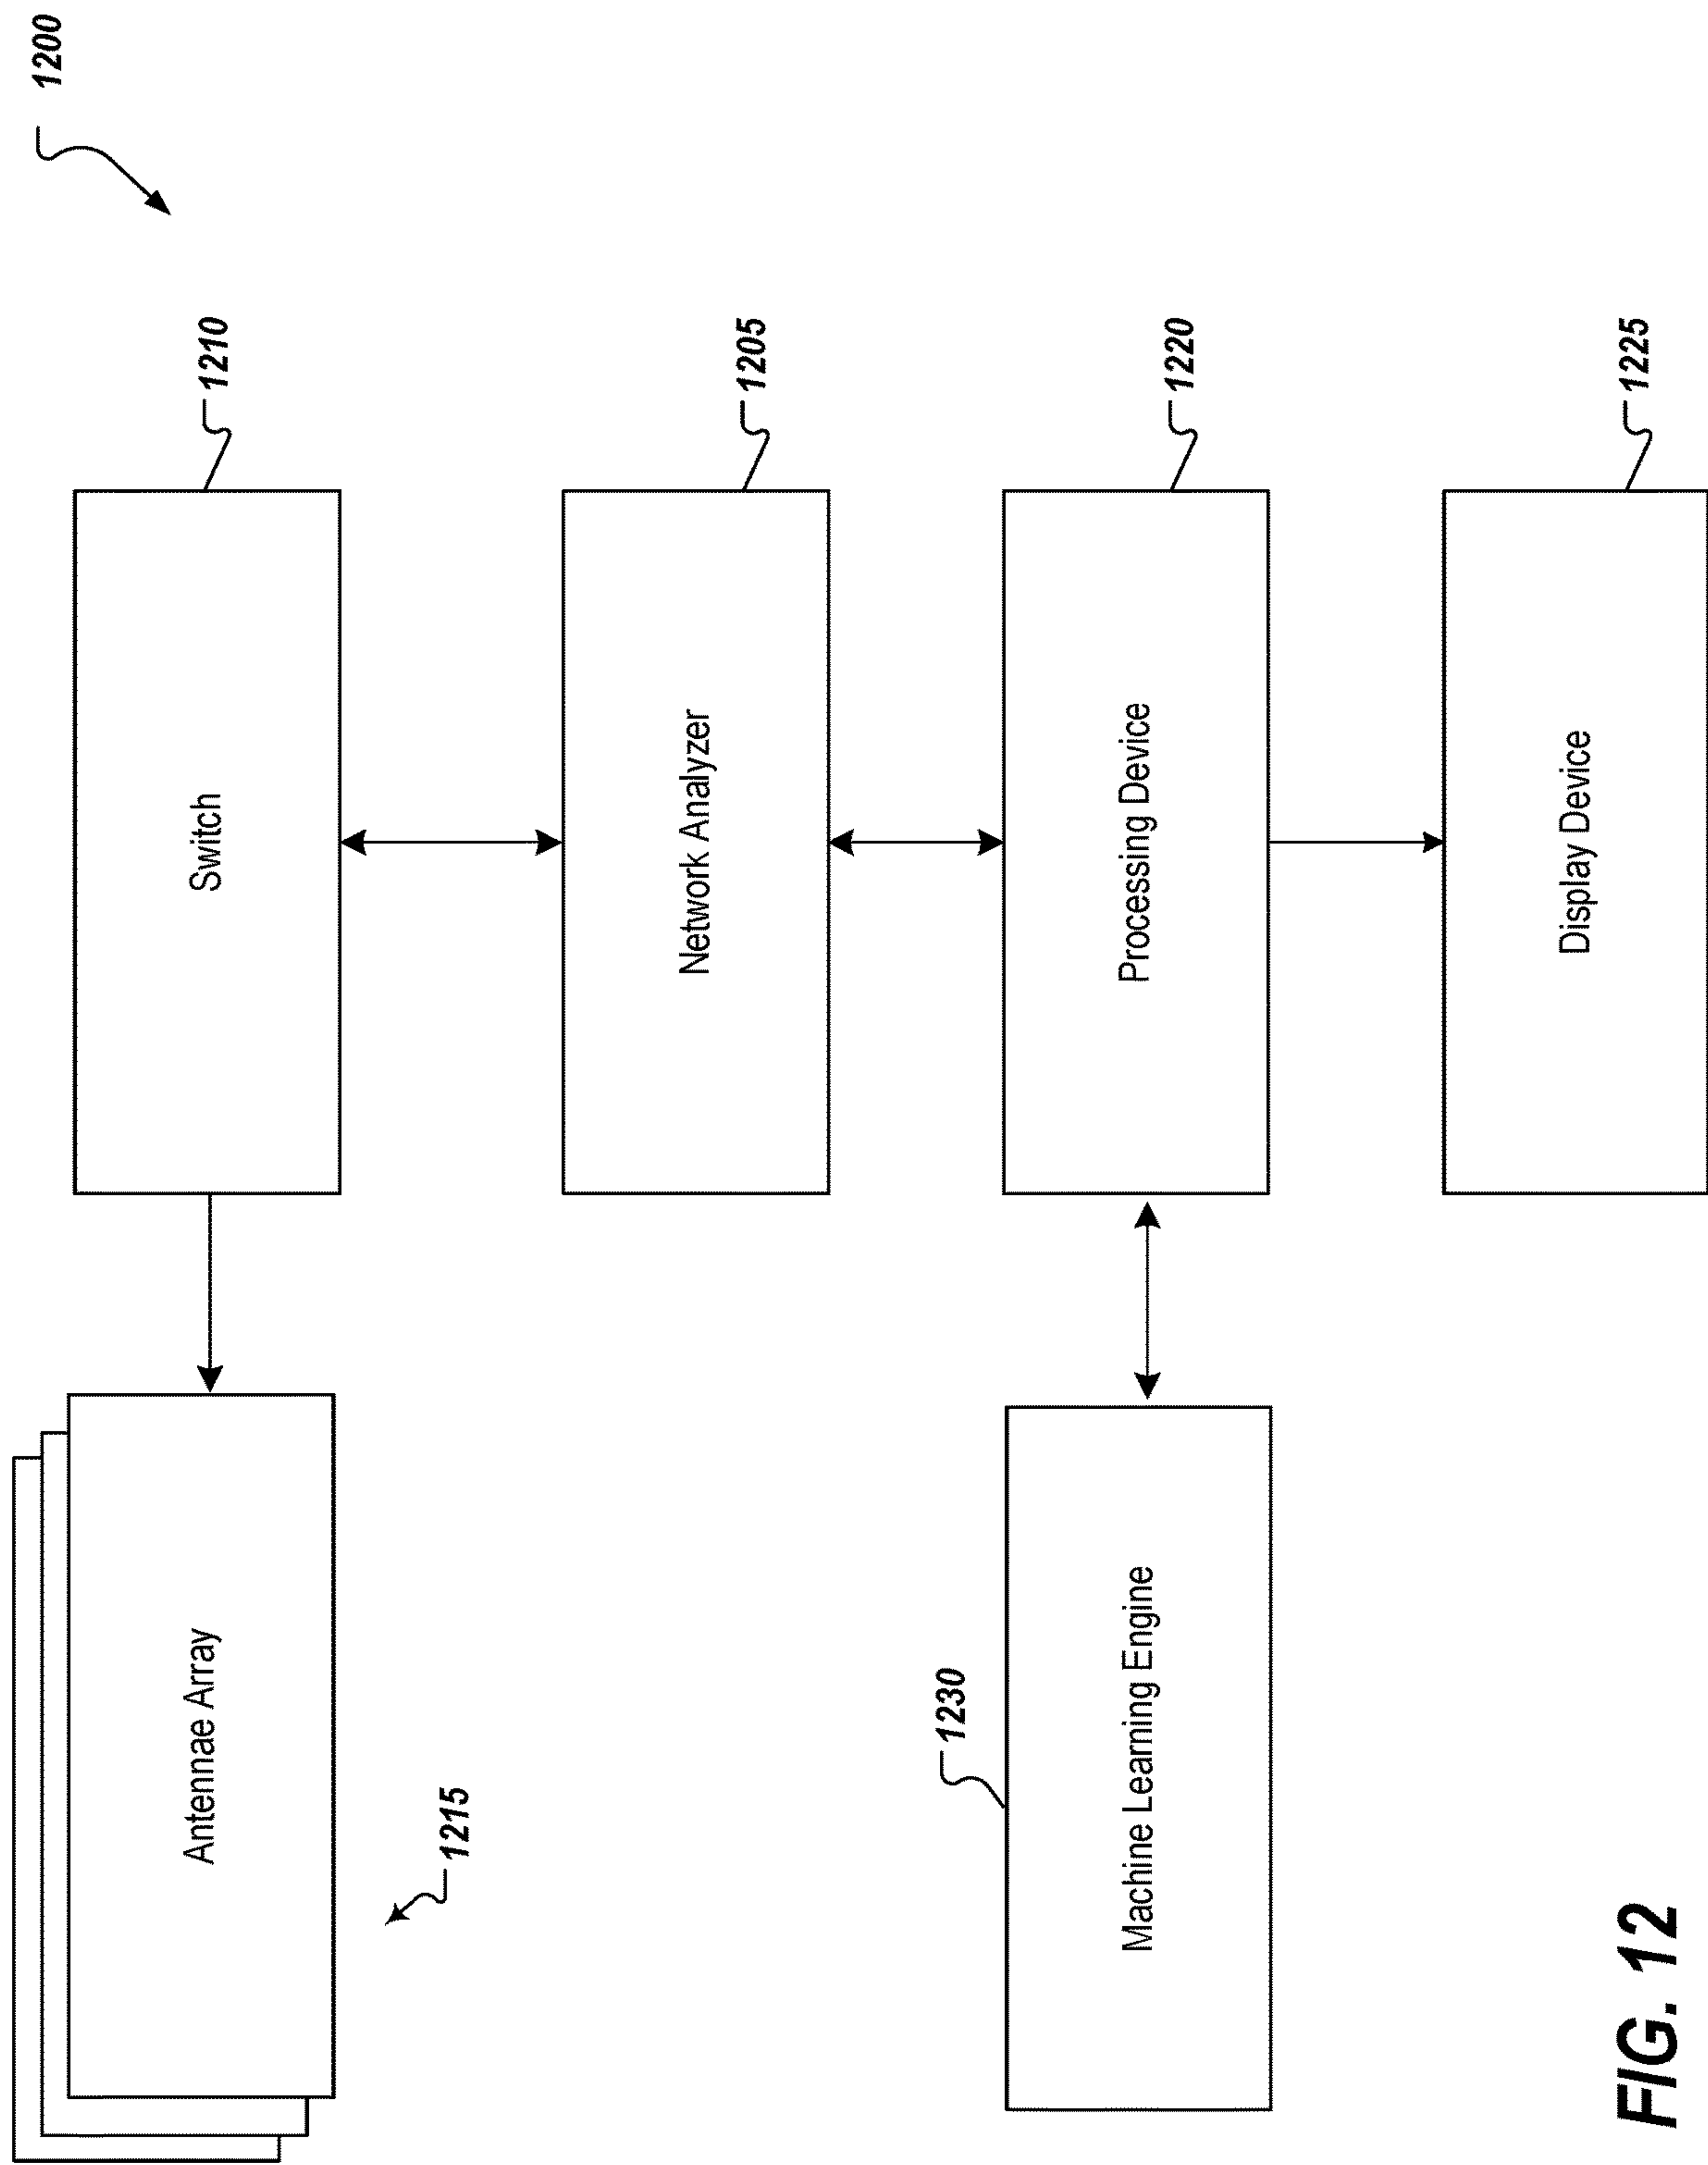 1200
Antennae Array
1215
Switch
1210
Network Analyzer
1205
Machine Learning Engine
1230
Processing Device
1220
Display Device
1225
FIG. 12